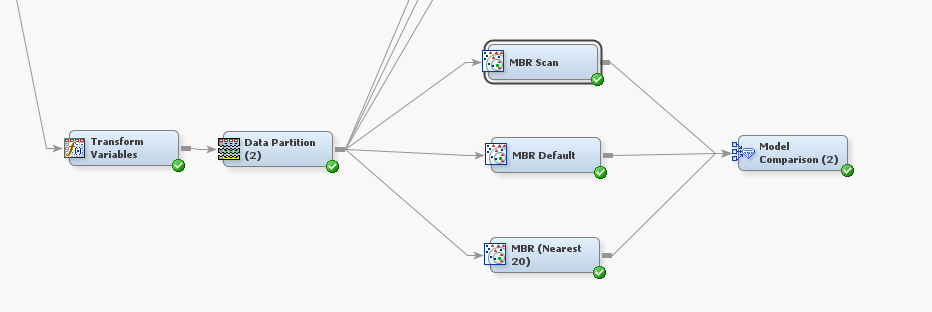 Transform
Variables
Data Partition
(2)
MBR Scan
MBR Default
MBR (Nearest
20)
Model
Comparison (2)